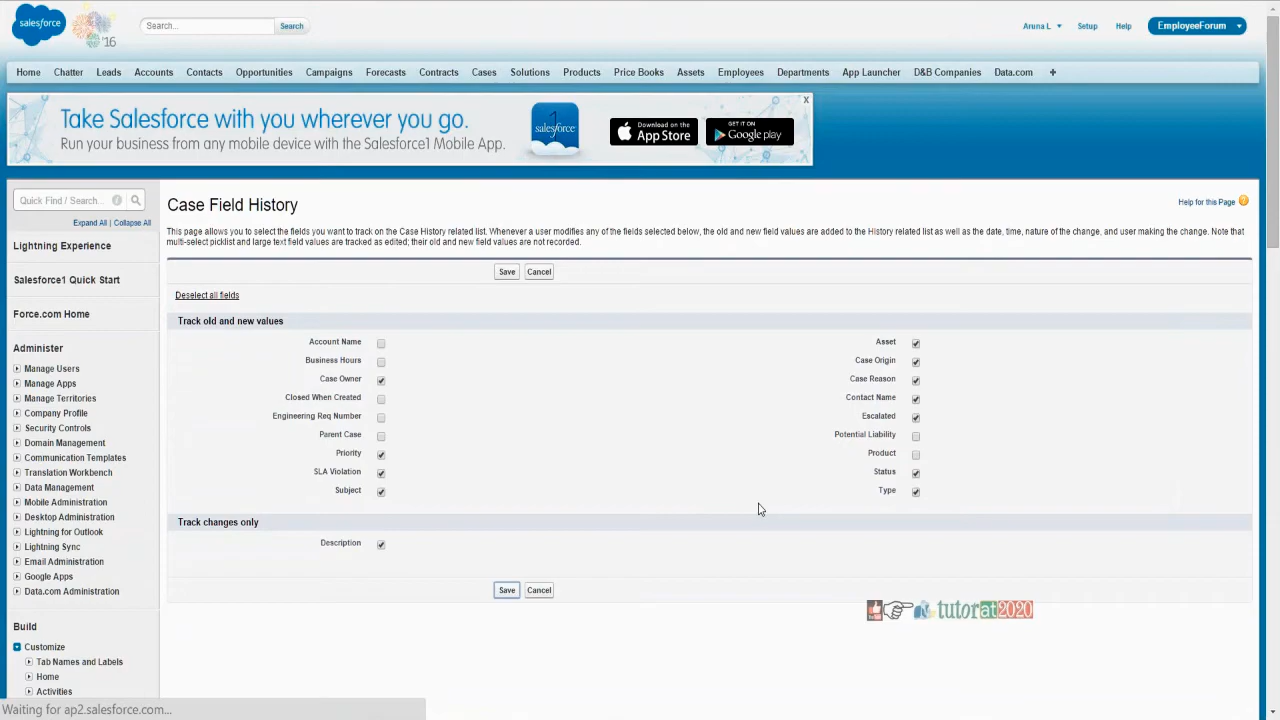 salesforce
'16
Search...
Search
Aruna L
Setup
Help
EmployeeForum
Home
Chatter
Leads
Accounts
Contacts
Opportunities
Campaigns
Forecasts
Contracts
Cases
Solutions
Products
Price Books
Assets
Employees
Departments
App Launcher
D&B Companies
Data.com
+
Take Salesforce with you wherever you go.
Run your business from any mobile device with the Salesforce1 Mobile App.
1
salesforce
Download on the
App Store
GET IT ON
Google play
X
Quick Find / Search...
Expand All | Collapse All
Lightning Experience
Salesforce1 Quick Start
Force.com Home
Administer
Manage Users
Manage Apps
Manage Territories
Company Profile
Security Controls
Domain Management
Communication Templates
Translation Workbench
Data Management
Mobile Administration
Desktop Administration
Lightning for Outlook
Lightning Sync
Email Administration
Google Apps
Data.com Administration
Build
Customize
Tab Names and Labels
Home
Activities
Case Field History
Help for this Page
This page allows you to select the fields you want to track on the Case History related list. Whenever a user modifies any of the fields selected below, the old and new field values are added to the History related list as well as the date, time, nature of the change, and user making the change. Note that
multi-select picklist and large text field values are tracked as edited; their old and new field values are not recorded.
Save
Cancel
Deselect all fields
Track old and new values
Account Name
Asset
Business Hours
Case Origin
Case Owner
Case Reason
Closed When Created
Contact Name
Engineering Req Number
Escalated
Parent Case
Potential Liability
Priority
Product
SLA Violation
Status
Subject
Type
Track changes only
Description
Save
Cancel
tutorat2020
Waiting for ap2.salesforce.com...